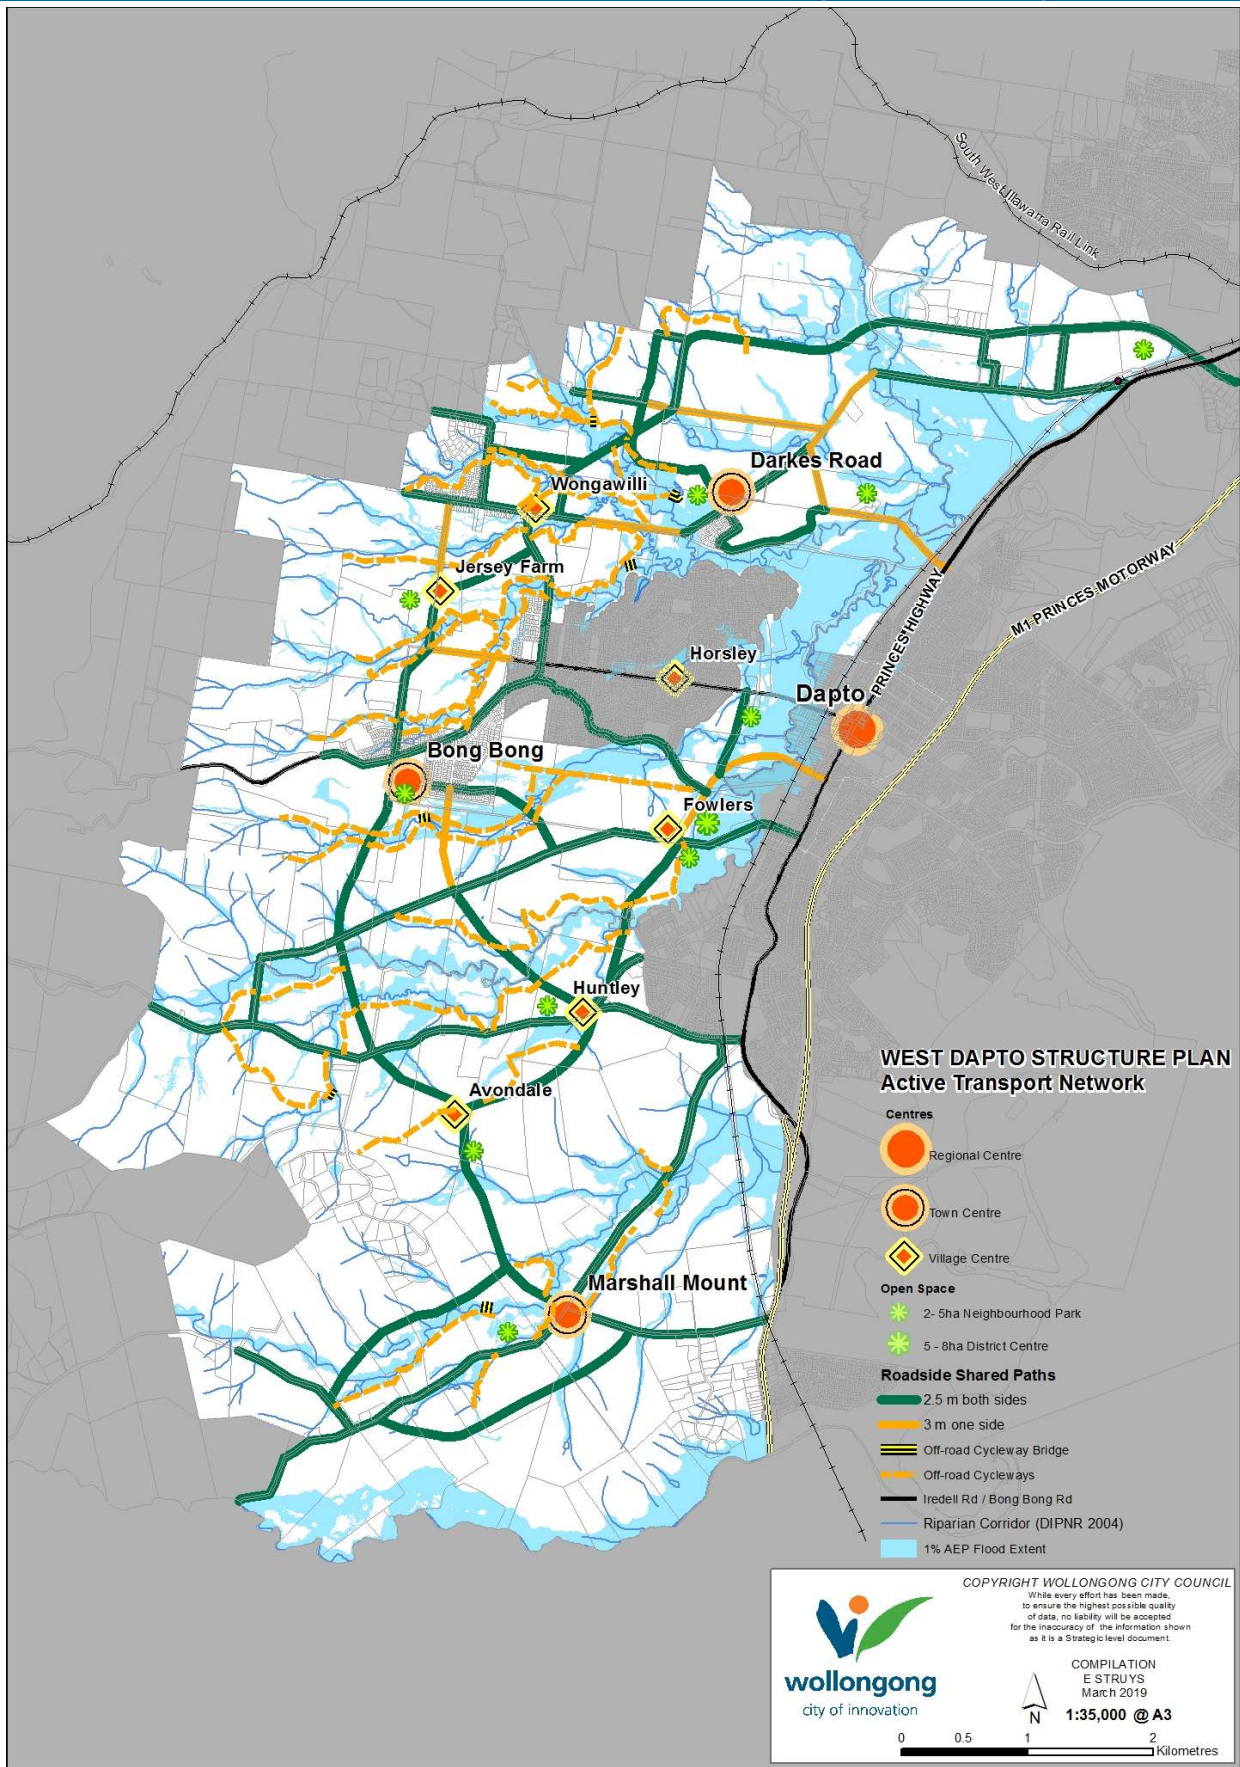 South West Illawarra Rail Link
Darkes Road
Wongawilli
Jersey Farm
M1 PRINCES MOTORWAY
PRINCES HIGHWAY
Horsley
Dapto
Bong Bong
Fowlers
Huntley
Avondale
Marshall Mount
WEST DAPTO STRUCTURE PLAN
Active Transport Network
Centres
Regional Centre
Town Centre
Village Centre
Open Space
2- 5ha Neighbourhood Park
5 - 8ha District Centre
Roadside Shared Paths
2.5 m both sides
3 m one side
Off-road Cycleway Bridge
Off-road Cycleways
Iredell Rd / Bong Bong Rd
Riparian Corridor (DIPNR 2004)
1% AEP Flood Extent
COPYRIGHT WOLLONGONG CITY COUNCIL
While every effort has been made,
to ensure the highest possible quality
of data, no liability will be accepted
for the inaccuracy of the information shown
as it is a Strategic level document.
wollongong
city of innovation
COMPILATION
E STRUYS
March 2019
N
1:35,000 @ A3
0 0.5 1 2
Kilometres